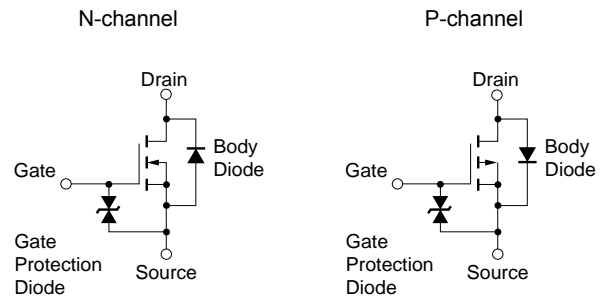 N-channel
P-channel
Drain
Body
Diode
Gate
Gate
Protection
Diode
Source
Drain
Body
Diode
Gate
Gate
Protection
Diode
Source